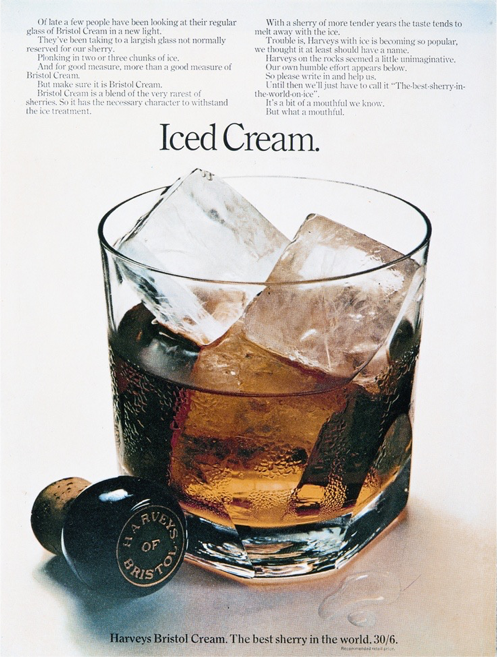 Of late a few people have been looking at their regular
glass of Bristol Cream in a new light.
They've been taking to a largish glass not normally
reserved for our sherry.
Plonking in two or three chunks of ice.
And for good measure, more than a good measure of
Bristol Cream.
But make sure it is Bristol Cream.
Bristol Cream is a blend of the very rarest of
sherries. So it has the necessary character to withstand
the ice treatment.
With a sherry of more tender years the taste tends to
melt away with the ice.
Trouble is, Harveys with ice is becoming so popular,
we thought it at least should have a name.
Harveys on the rocks seemed a little unimaginative.
Our own humble effort appears below.
So please write in and help us.
Until then we'll just have to call it "The-best-sherry-in-
the-world-on-ice".
It's a bit of a mouthful we know.
But what a mouthful.
Iced Cream.
HARVEYS
OF
BRISTOL
Harveys Bristol Cream. The best sherry in the world. 30/6.
Recommended retail price.